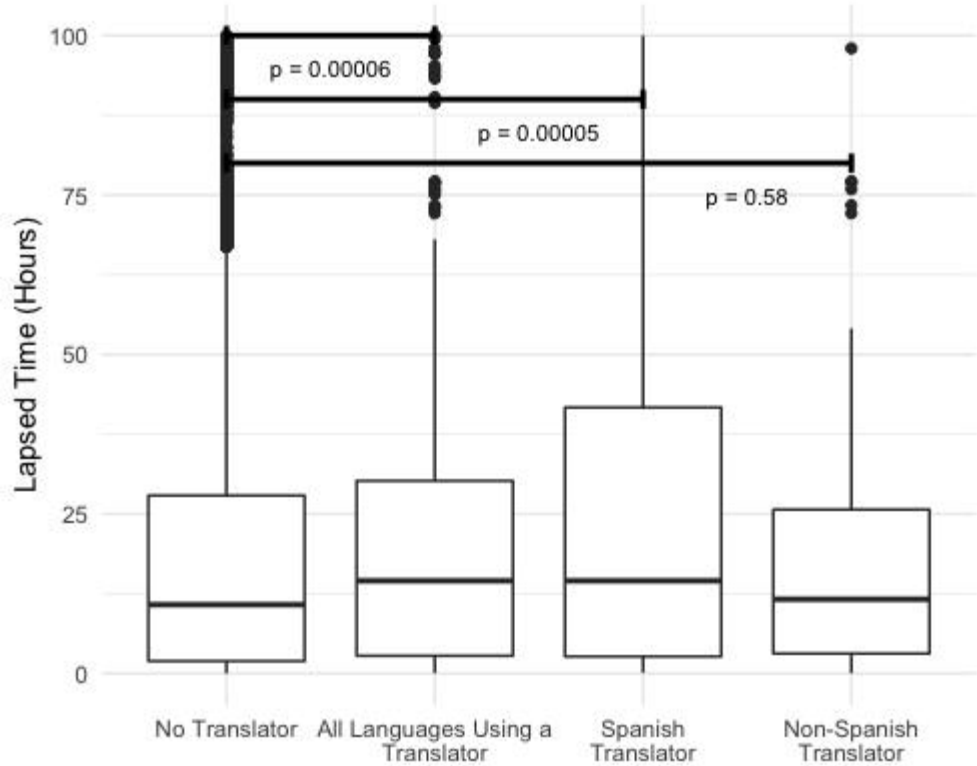 100
p = 0.00006
p = 0.00005
75
p = 0.58
Lapsed Time (Hours)
50
25
0
No Translator
All Languages Using a
Translator
Spanish
Translator
Non-Spanish
Translator